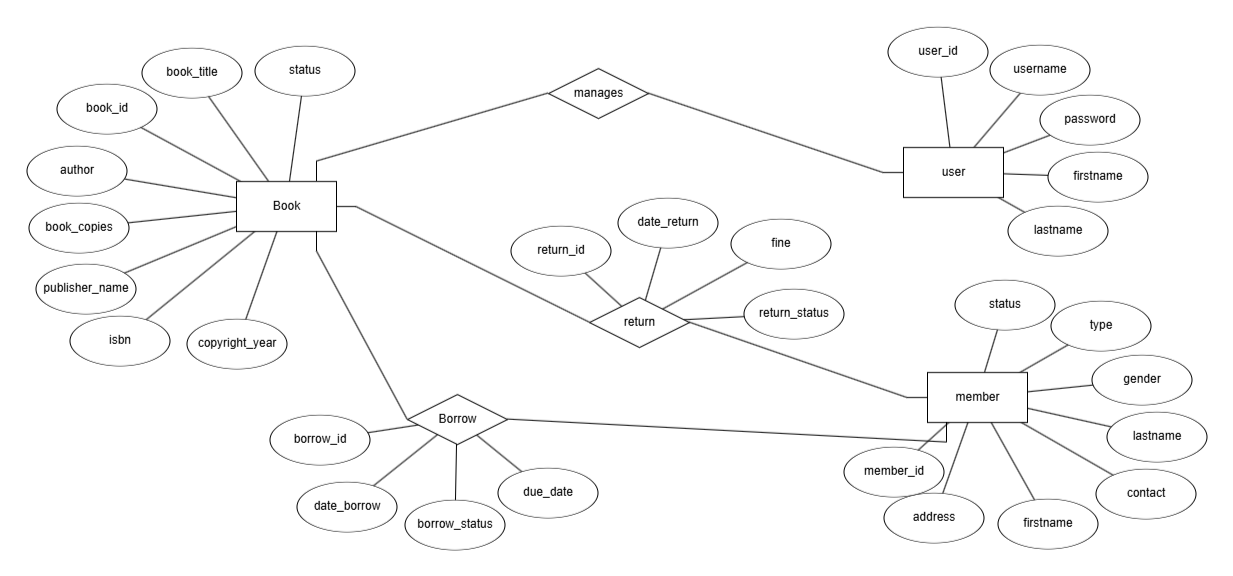 user_id
book_title
status
username
manages
book_id
password
author
user
firstname
Book
book_copies
date_return
lastname
return_id
fine
publisher_name
status
return_status
return
type
isbn
copyright_year
gender
member
Borrow
lastname
borrow_id
member_id
due_date
contact
date_borrow
borrow_status
address
firstname